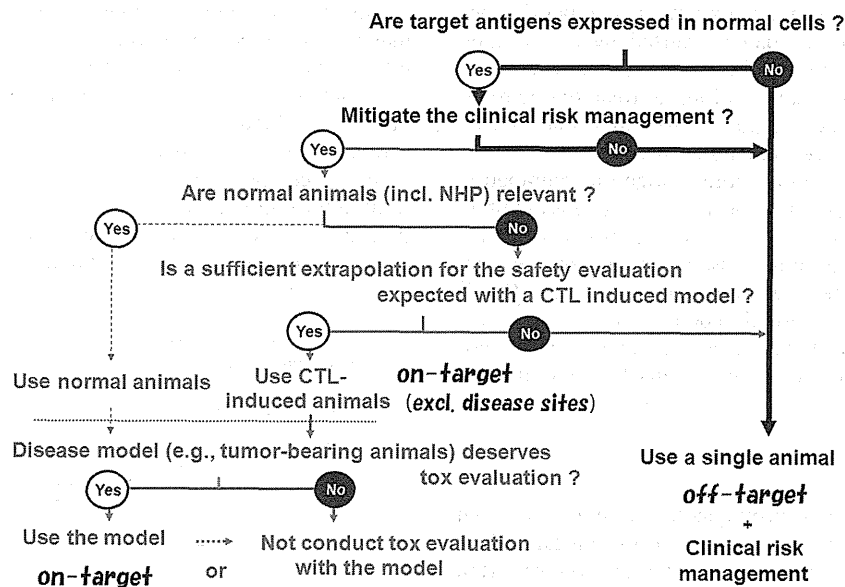 Are target antigens expressed in normal cells ?
Yes
No
Mitigate the clinical risk management ?
Yes
No
Are normal animals (incl. NHP) relevant ?
Yes
No
Is a sufficient extrapolation for the safety evaluation
expected with a CTL induced model ?
Yes
No
Use normal animals
Use CTL-
induced animals
on-target
(excl. disease sites)
Disease model (e.g., tumor-bearing animals) deserves
tox evaluation ?
Yes
No
Use the model
on-target
or
Not conduct tox evaluation
with the model
Use a single animal
off-target
+
Clinical risk
management